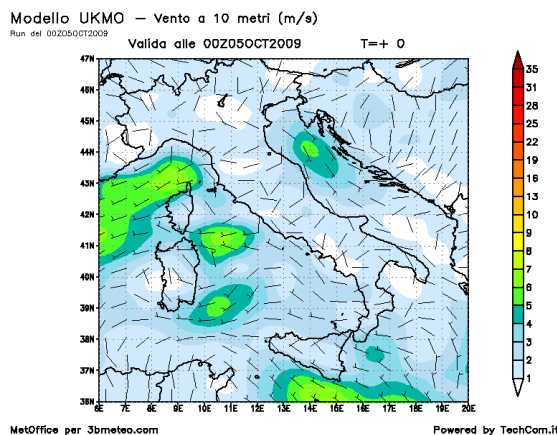 Modello UKMO - Vento a 10 metri (m/s)
Run del 00Z05OCT2009
Valida alle 00Z05OCT2009 T=+ 0
47N
46N
45N
44N
43N
42N
41N
40N
39N
38N
37N
36N
6E 7E 8E 9E 10E 11E 12E 13E 14E 15E 16E 17E 18E 19E 20E
35
31
28
25
22
19
16
13
10
9
8
7
6
5
4
3
2
1
MetOffice per 3bmeteo.com
Powered by TechCom.it